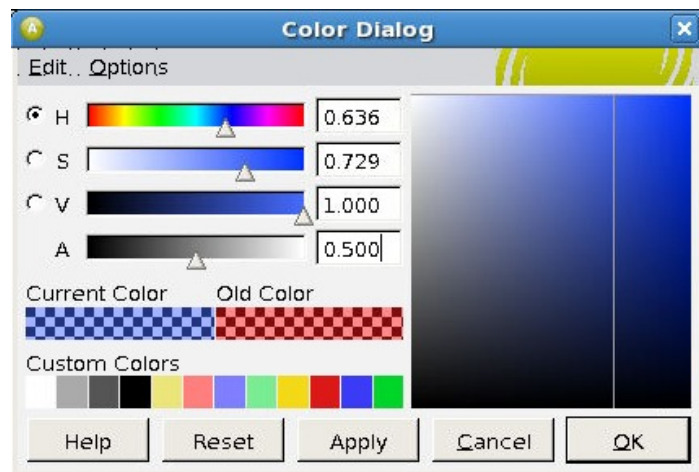 Color Dialog
Edit Options
H 0.636
S 0.729
V 1.000
A 0.500
Current Color Old Color
Custom Colors
Help Reset Apply Cancel OK